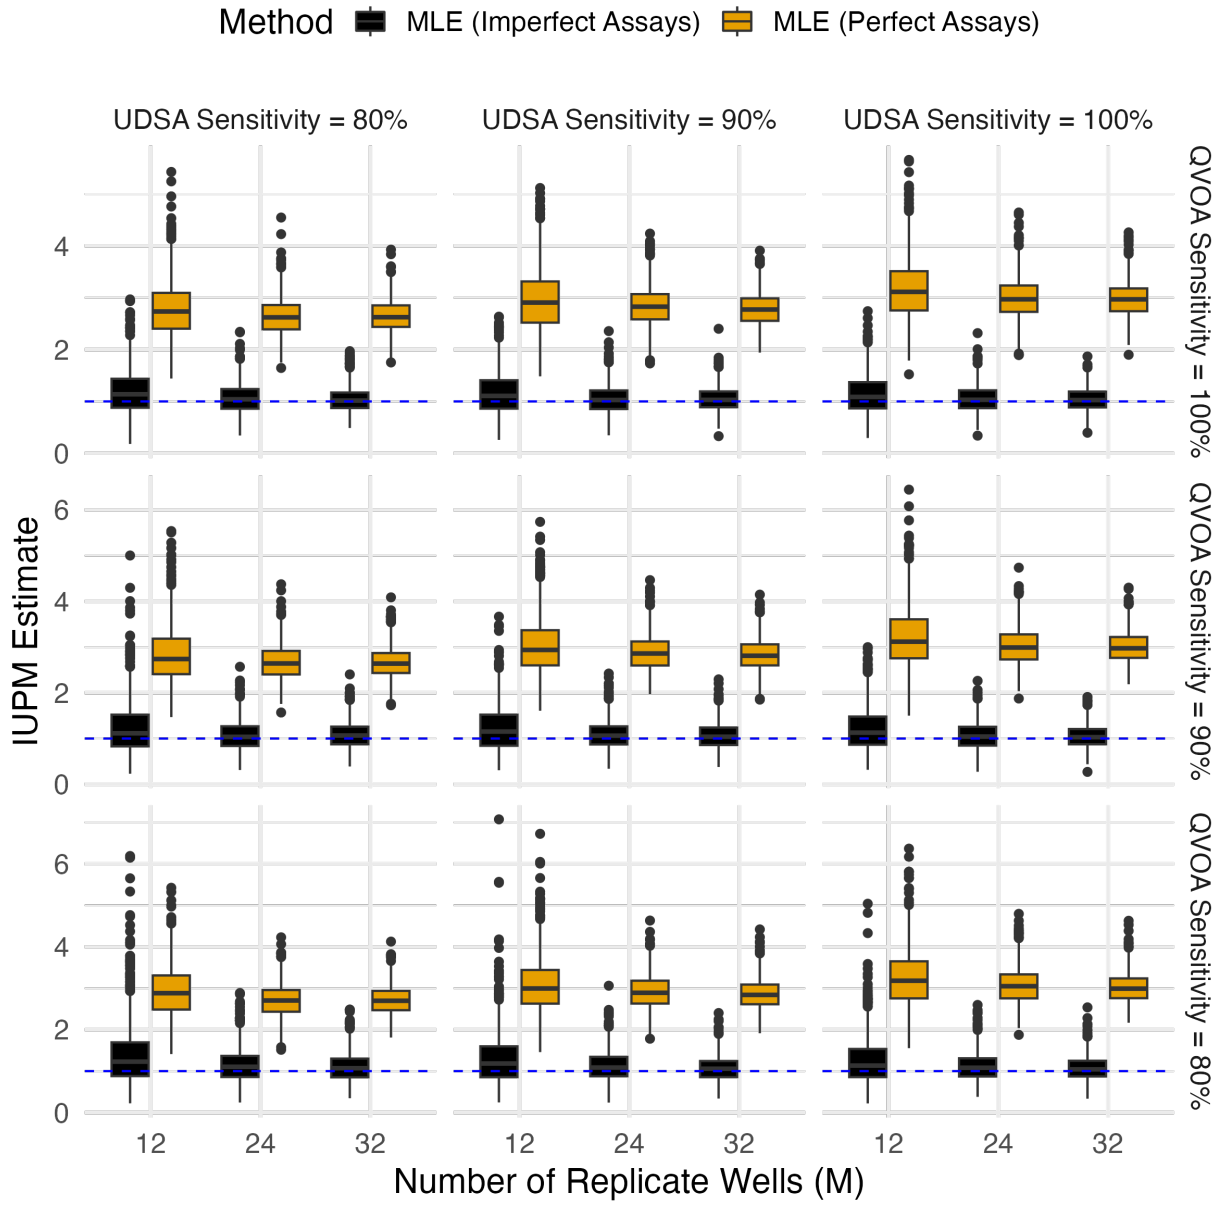 Method MLE (Imperfect Assays) MLE (Perfect Assays)
UDSA Sensitivity = 80% UDSA Sensitivity = 90% UDSA Sensitivity = 100%
QVOA Sensitivity = 100%
4
2
0
QVOA Sensitivity = 90%
6
4
2
0
QVOA Sensitivity = 80%
6
4
2
0
IUPM Estimate
12 24 32 12 24 32 12 24 32
Number of Replicate Wells (M)